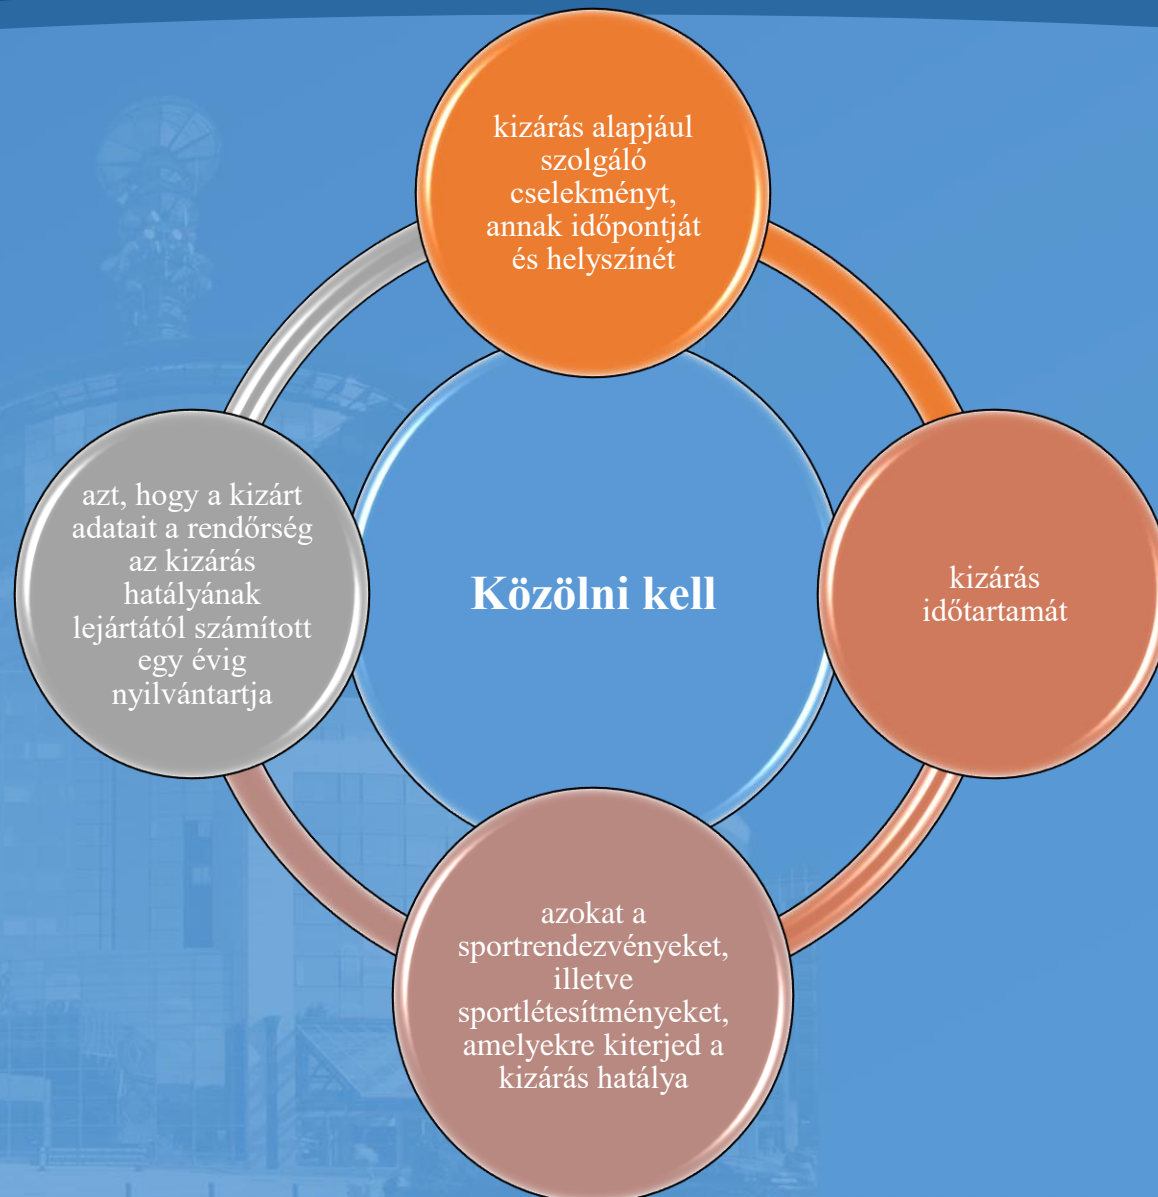 kizárás alapjául
szolgáló
cselekményt,
annak időpontját
és helyszínét
kizárás
időtartamát
azokat a
sportrendezvényeket,
illetve
sportlétesítményeket,
amelyekre kiterjed a
kizárás hatálya
azt, hogy a kizárt
adatait a rendőrség
az kizárás
hatályának
lejártától számított
egy évig
nyilvántartja
Közölni kell